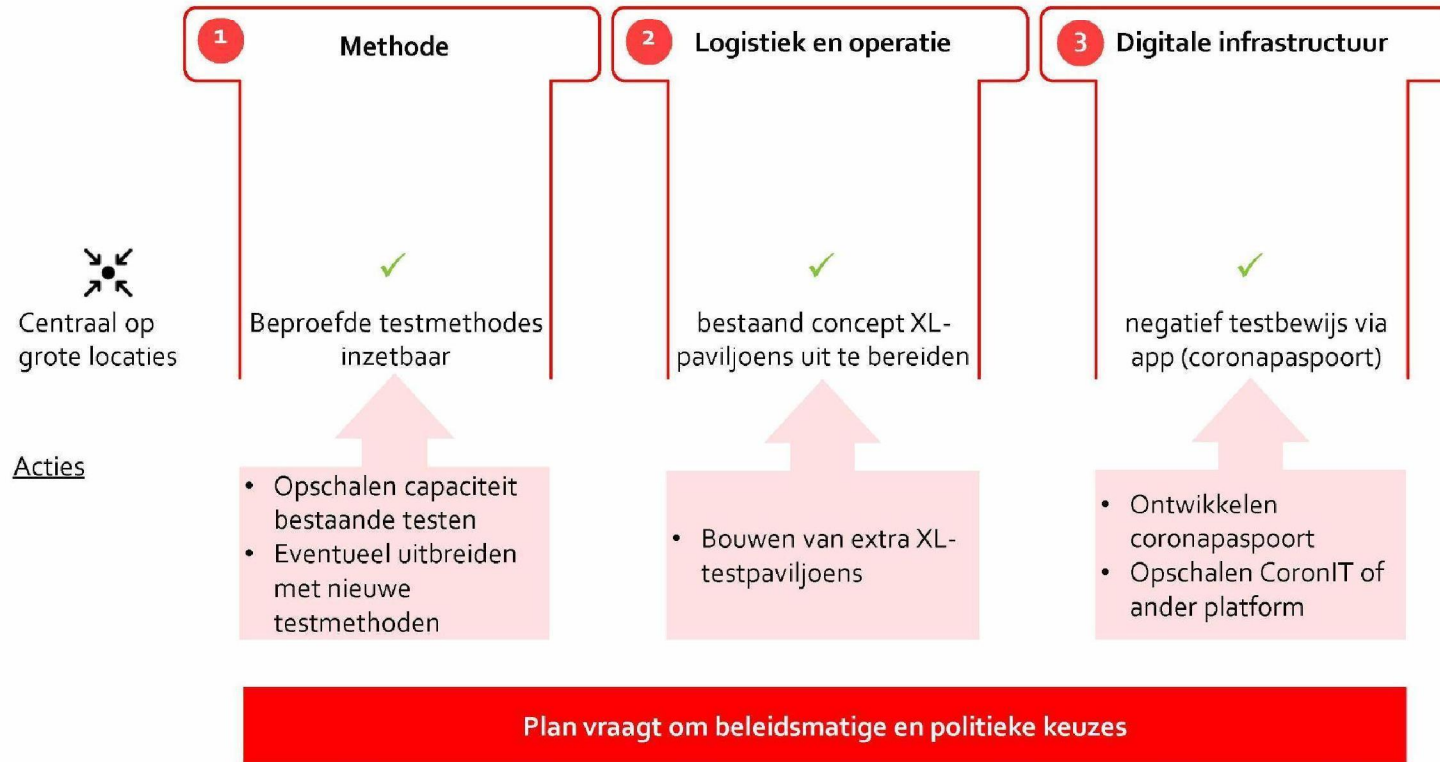 1 Methode
2 Logistiek en operatie
3 Digitale infrastructuur
Centraal op
grote locaties
✓
Beproefde testmethodes
inzetbaar
✓
bestaand concept XL-
paviljoens uit te bereiden
✓
negatief testbewijs via
app (coronapaspoort)
Acties
• Opschalen capaciteit
bestaande testen
• Eventueel uitbreiden
met nieuwe
testmethoden
• Bouwen van extra XL-
testpaviljoens
• Ontwikkelen
coronapaspoort
• Opschalen CoronIT of
ander platform
Plan vraagt om beleidsmatige en politieke keuzes